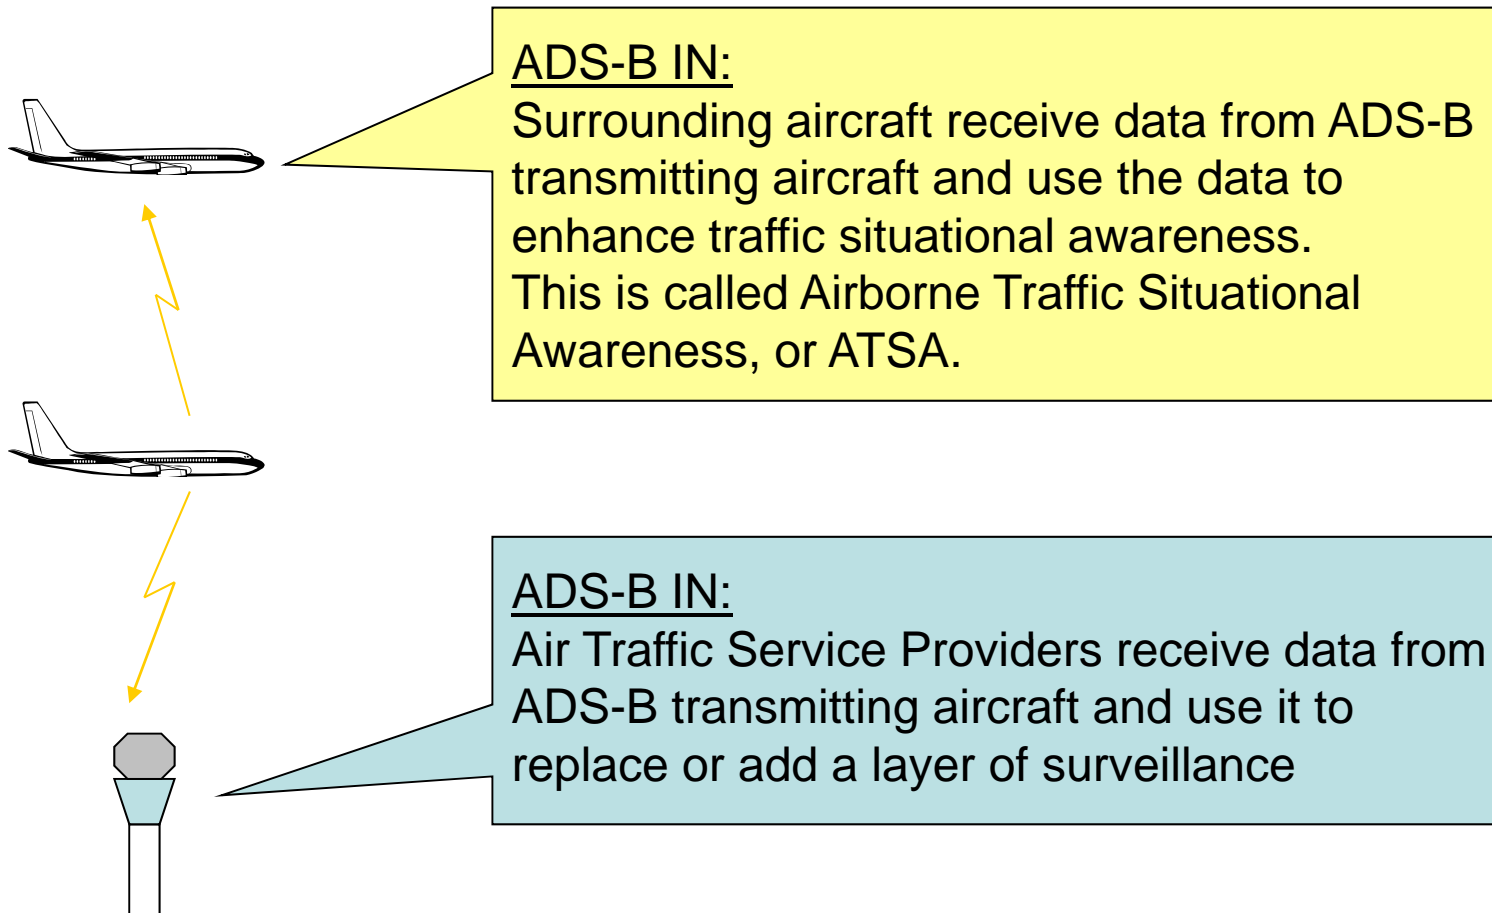 ADS-B IN:
Surrounding aircraft receive data from ADS-B
transmitting aircraft and use the data to
enhance traffic situational awareness.
This is called Airborne Traffic Situational
Awareness, or ATSA.
ADS-B IN:
Air Traffic Service Providers receive data from
ADS-B transmitting aircraft and use it to
replace or add a layer of surveillance